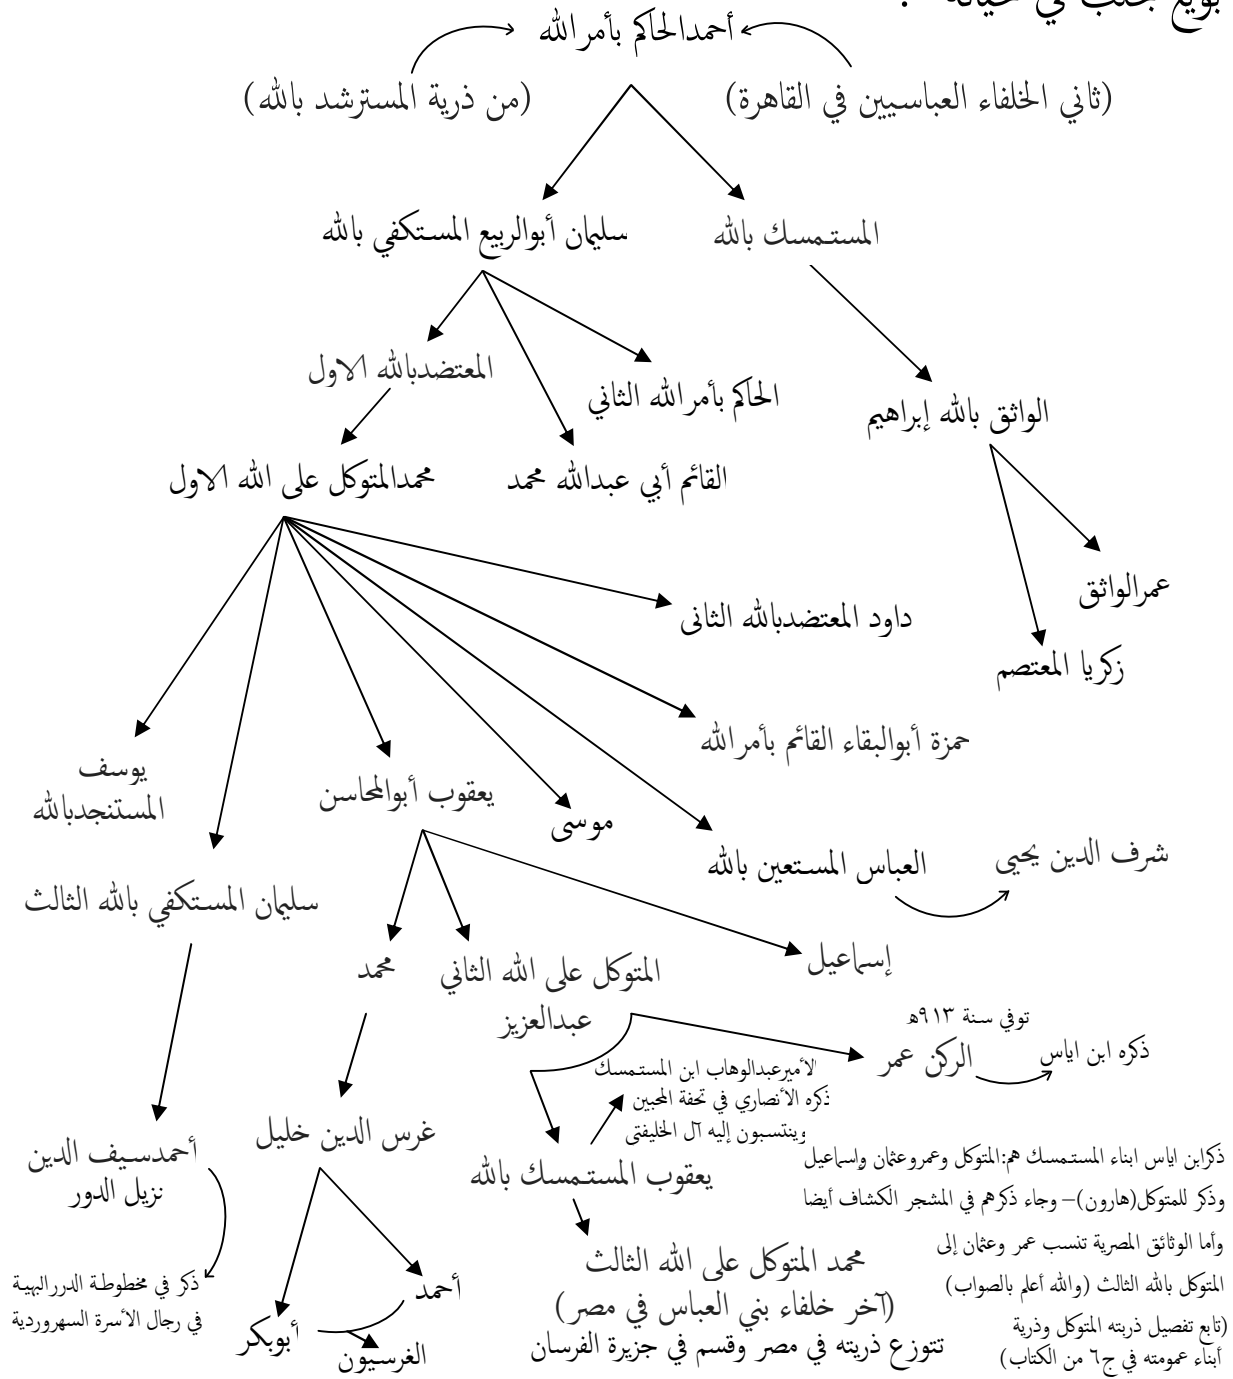 بويع بحلب في حياته
أحمدالحاكم بأمرالله
(ثاني الخلفاء العباسيين في القاهرة)
(من ذرية المسترشد بالله)
المستمسك بالله
سليمان أبوالربيع المستكفي بالله
المعتضدبالله الاول
الحاكم بأمرالله الثاني
الواثق بالله إبراهيم
القائم أبي عبدالله محمد
محمدالمتوكل على الله الاول
عمرالواثق
داود المعتضدبالله الثانى
زكريا المعتصم
حمزة أبوالبقاء القائم بأمرالله
يوسف
المستنجدبالله
يعقوب أبوالمحاسن
موسى
العباس المستعين بالله
شرف الدين يحيى
سليمان المستكفي بالله الثالث
إسماعيل
المتوكل على الله الثاني
عبدالعزيز
محمد
توفي سنة ٩١٣ه
الركن عمر
ذكره ابن اياس
الاميرعبدالوهاب ابن المستمسك
ذكره الأنصاري في تحفة المحبين
وينتسبون إليه آل الخليفتى
غرس الدين خليل
أحمدسيف الدين
نزيل الدور
يعقوب المستمسك بالله
ذكرابن اياس ابناء المستمسك هم:المتوكل وعمروعثمان وإسماعيل
وذكر للمتوكل(هارون)– وجاء ذكرهم في المشجر الكشاف أيضا
وأما الوثائق المصرية تنسب عمر وعثمان إلى
المتوكل بالله الثالث (والله أعلم بالصواب)
(تابع تفصيل ذريته المتوكل وذرية
أبناء عمومته في ج٦ من الكتاب)
محمد المتوكل على الله الثالث
(آخر خلفاء بني العباس في مصر)
تتوزع ذريته في مصر وقسم في جزيرة الفرسان
أحمد
أبوبكر
الغرسيون
ذكر في مخطوطة الدررالبهية
في رجال الأسرة السهروردية